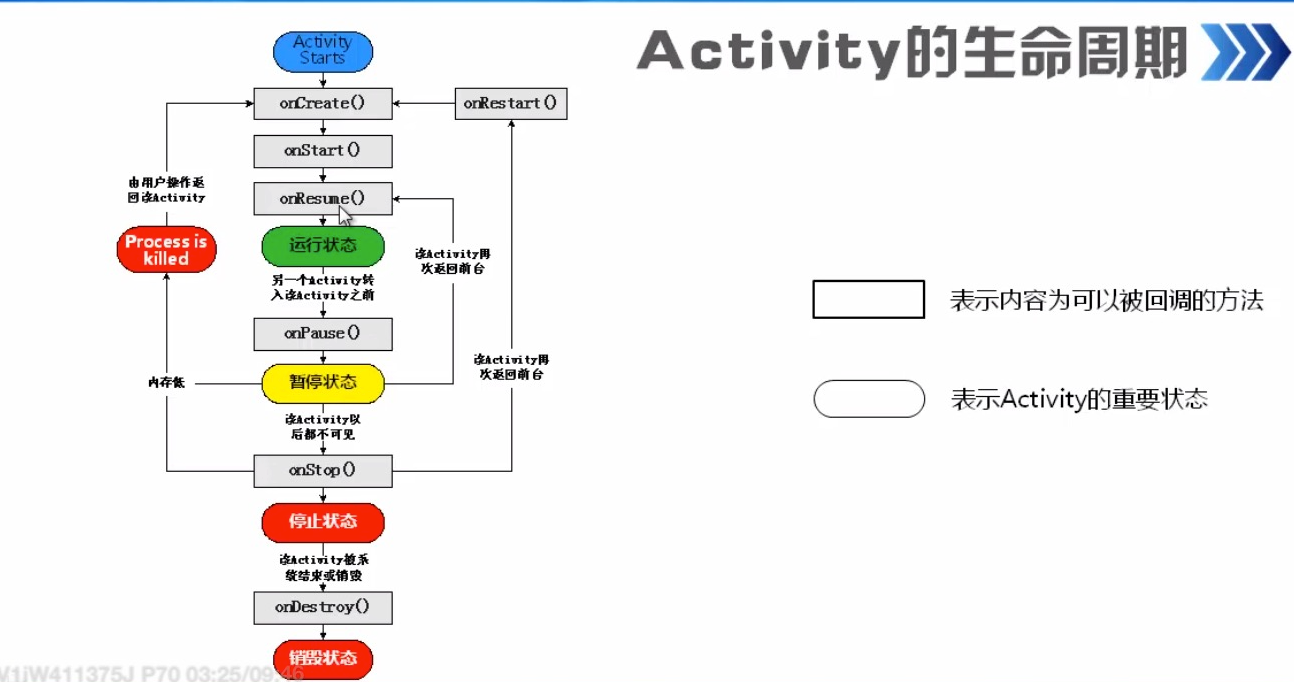 Activity的生命周期
Activity
Starts
onCreate()
onRestart()
onStart()
由用户操作返
回该Activity
onResume()
Process is
killed
运行状态
该Activity再
次返回前台
另一个Activity转
入该Activity之前
表示内容为可以被回调的方法
onPause()
该Activity再
次返回前台
内存低
暂停状态
表示Activity的重要状态
该Activity以
后都不可见
onStop()
停止状态
该Activity被系
统结束或销毁
onDestroy()
销毁状态
V1iW411375J P70 03:25/09:46